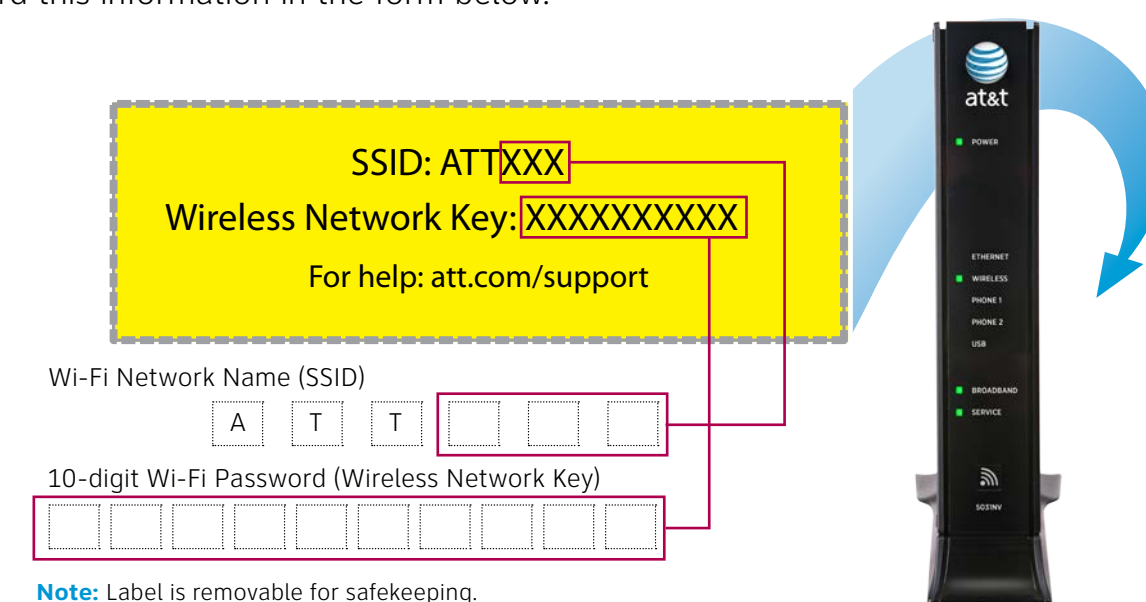 this information in the form below.
SSID: ATTXXX
Wireless Network Key: XXXXXXXXXX
For help: att.com/support
Wi-Fi Network Name (SSID)
A T T
10-digit Wi-Fi Password (Wireless Network Key)
Note: Label is removable for safekeeping.
at&t
POWER
ETHERNET
WIRELESS
PHONE 1
PHONE 2
USB
BROADBAND
SERVICE
5031NV